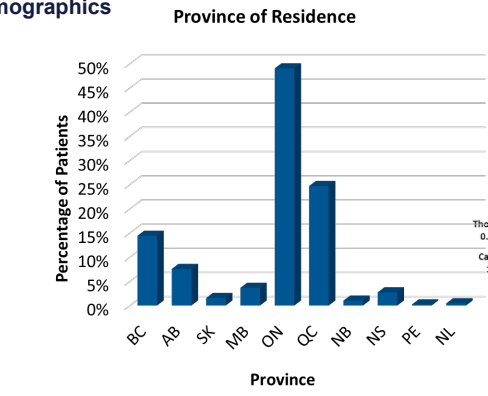 Province of Residence
50%
45%
40%
35%
30%
25%
20%
15%
10%
5%
0%
Percentage of Patients
BC
AB
SK
MB
ON
QC
NB
NS
PE
NL
Province